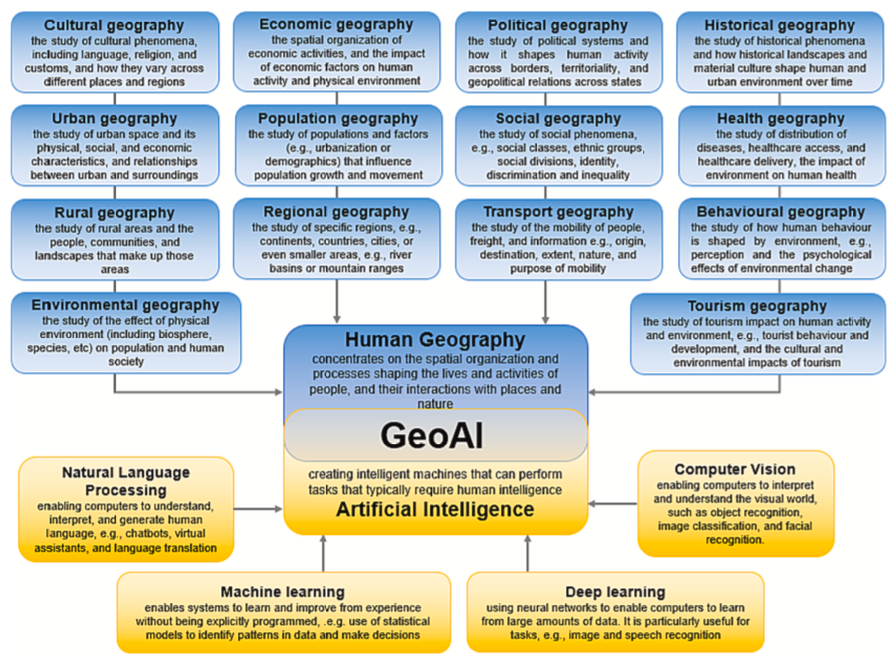 Cultural geography
the study of cultural phenomena,
including language, religion, and
customs, and how they vary across
different places and regions
Economic geography
the spatial organization of
economic activities, and the impact
of economic factors on human
activity and physical environment
Political geography
the study of political systems and
how it shapes human activity
across borders, territoriality, and
geopolitical relations across states
Historical geography
the study of historical phenomena
and how historical landscapes and
material culture shape human and
urban environment over time
Urban geography
the study of urban space and its
physical, social, and economic
characteristics, and relationships
between urban and surroundings
Population geography
the study of populations and factors
(e.g., urbanization or
demographics) that influence
population growth and movement
Social geography
the study of social phenomena,
e.g., social classes, ethnic groups,
social divisions, identity,
discrimination and inequality
Health geography
the study of distribution of
diseases, healthcare access, and
healthcare delivery, the impact of
environment on human health
Rural geography
the study of rural areas and the
people, communities, and
landscapes that make up those
areas
Regional geography
the study of specific regions, e.g.,
continents, countries, cities, or
even smaller areas, e.g., river
basins or mountain ranges
Transport geography
the study of the mobility of people,
freight, and information e.g., origin,
destination, extent, nature, and
purpose of mobility
Behavioural geography
the study of how human behaviour
is shaped by environment, e.g.,
perception and the psychological
effects of environmental change
Environmental geography
the study of the effect of physical
environment (including biosphere,
species, etc) on population and human
society
Tourism geography
the study of tourism impact on human activity
and environment, e.g., tourist behaviour and
development, and the cultural and
environmental impacts of tourism
Human Geography
concentrates on the spatial organization and
processes shaping the lives and activities of
people, and their interactions with places and
nature
GeoAI
creating intelligent machines that can perform
tasks that typically require human intelligence
Artificial Intelligence
Natural Language
Processing
enabling computers to understand,
interpret, and generate human
language, e.g., chatbots, virtual
assistants, and language translation
Computer Vision
enabling computers to interpret
and understand the visual world,
such as object recognition,
image classification, and facial
recognition.
Machine learning
enables systems to learn and improve from experience
without being explicitly programmed, .e.g. use of statistical
models to identify patterns in data and make decisions
Deep learning
using neural networks to enable computers to learn
from large amounts of data. It is particularly useful for
tasks, e.g., image and speech recognition